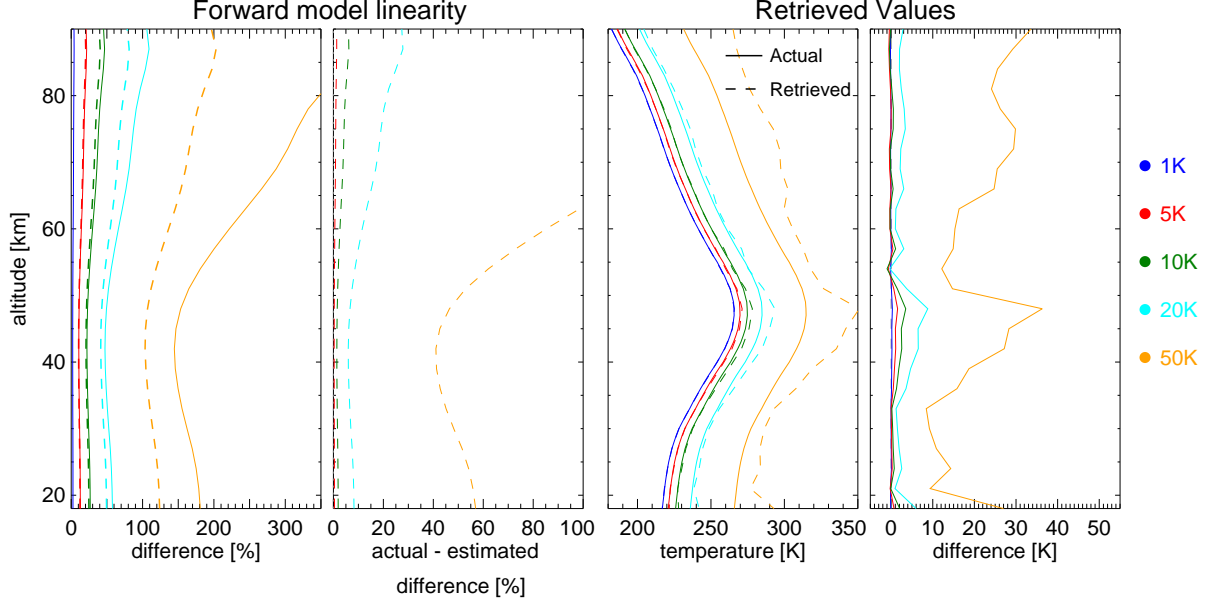 Forward model linearity
Retrieved Values
altitude [km]
80
60
40
20
0 100 200 300
difference [%]
0 20 40 60 80 100
actual - estimated
difference [%]
Actual
Retrieved
200 250 300 350
temperature [K]
0 10 20 30 40 50
difference [K]
1K
5K
10K
20K
50K